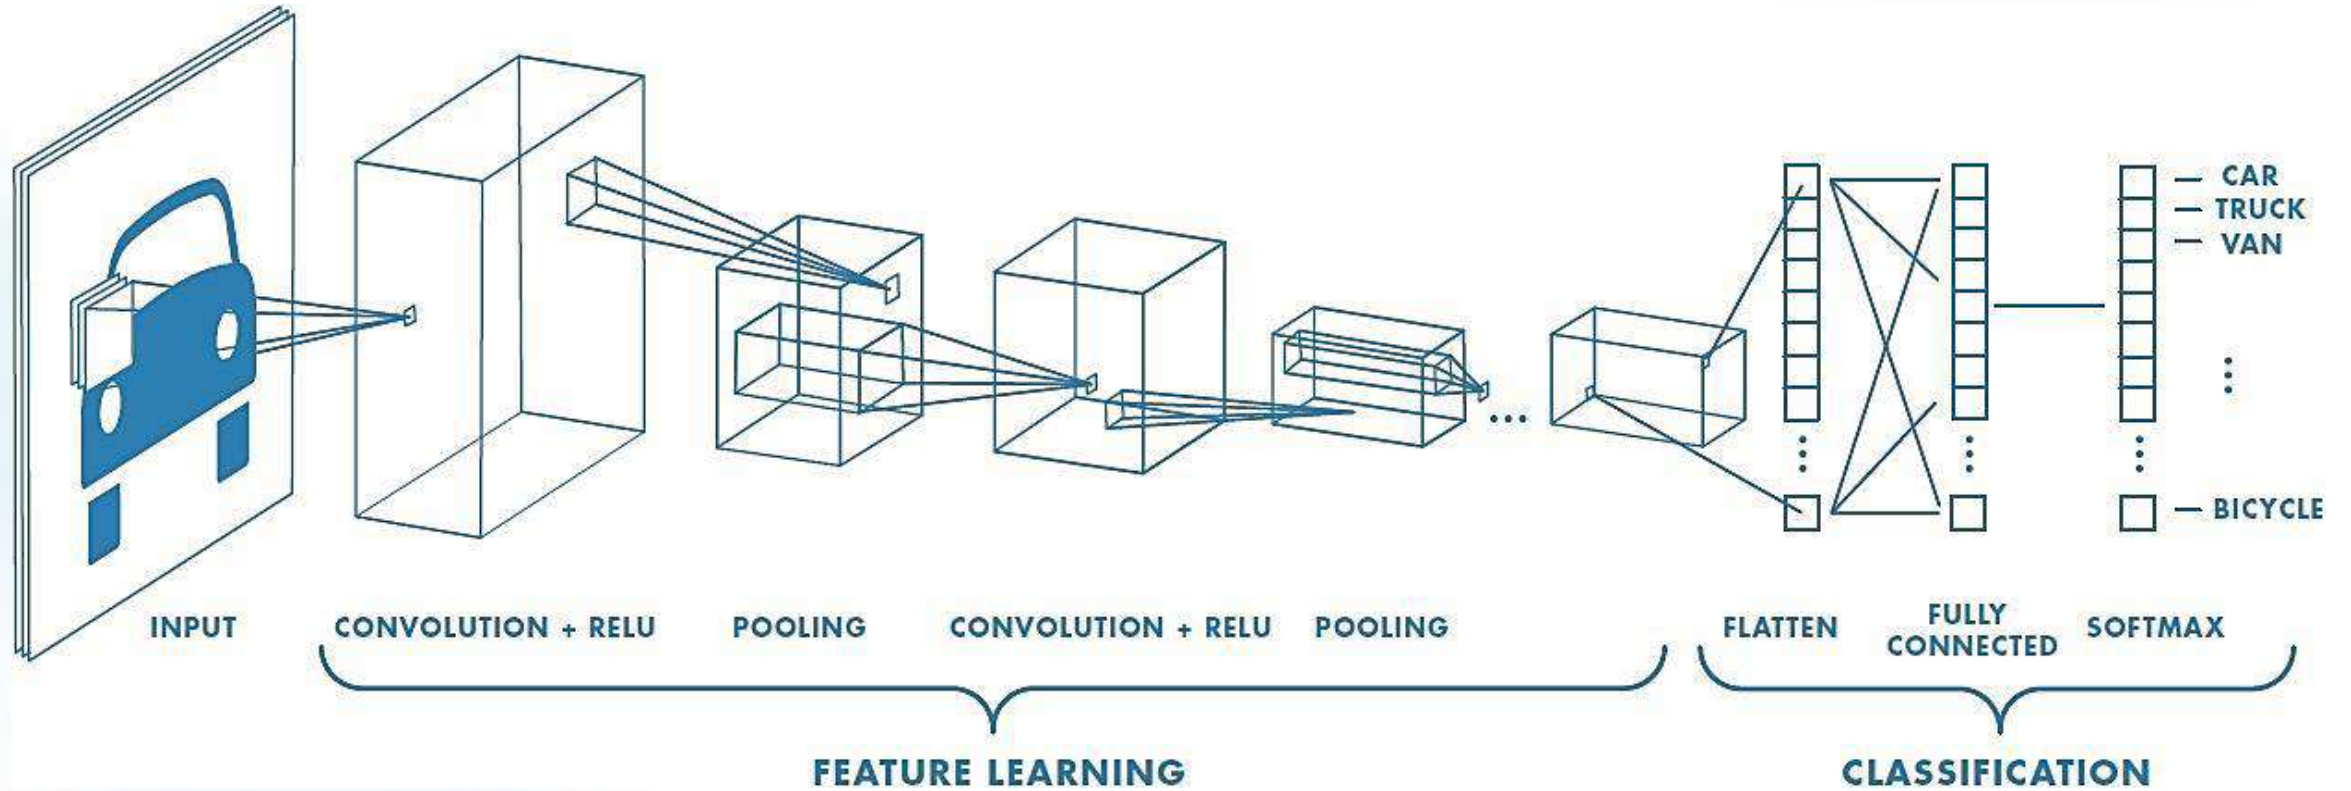 CAR
TRUCK
VAN
BICYCLE
INPUT
CONVOLUTION + RELU
POOLING
CONVOLUTION + RELU
POOLING
FLATTEN
FULLY
CONNECTED
SOFTMAX
FEATURE LEARNING
CLASSIFICATION